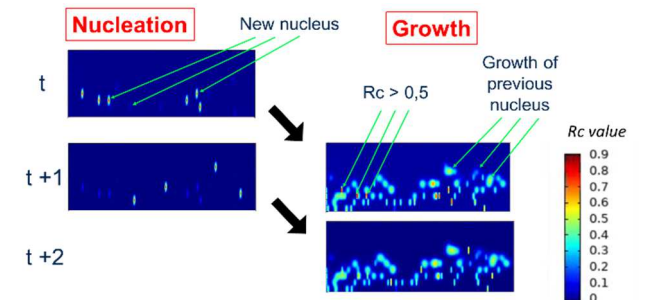 Nucleation
New nucleus
Growth
t
Rc > 0,5
Growth of
previous
nucleus
Rc value
t +1
t +2
0.9
0.8
0.7
0.6
0.5
0.4
0.3
0.2
0.1
0